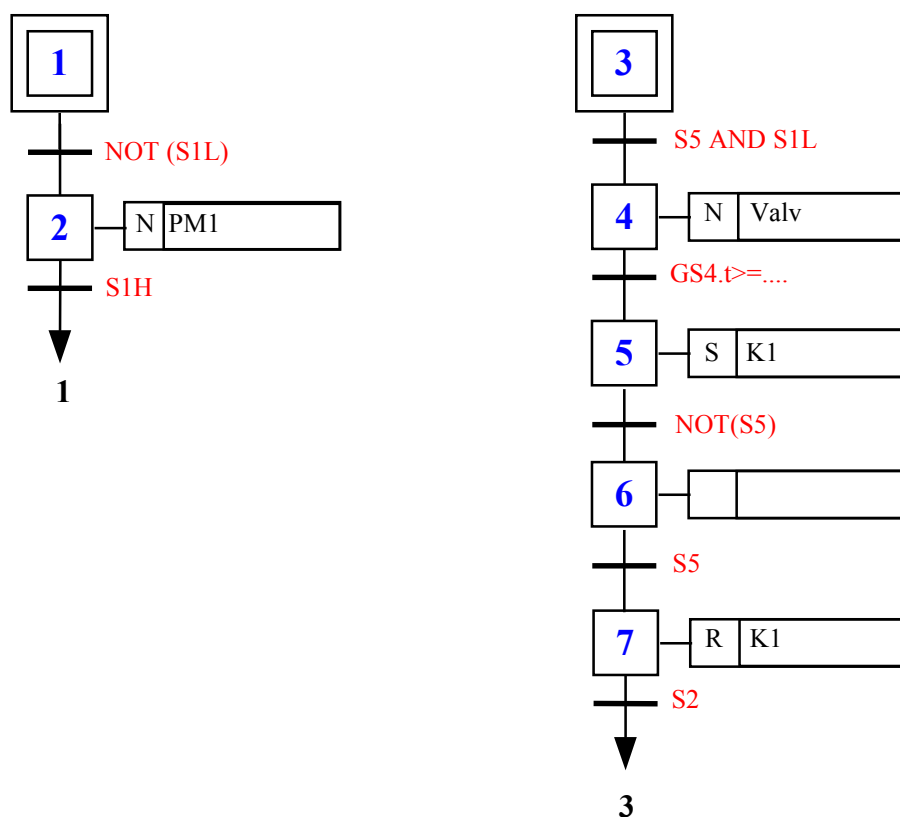 1
NOT (S1L)
2
N PM1
S1H
1
3
S5 AND S1L
4
N Valv
GS4.t>=....
5
S K1
NOT(S5)
6
S5
7
R K1
S2
3